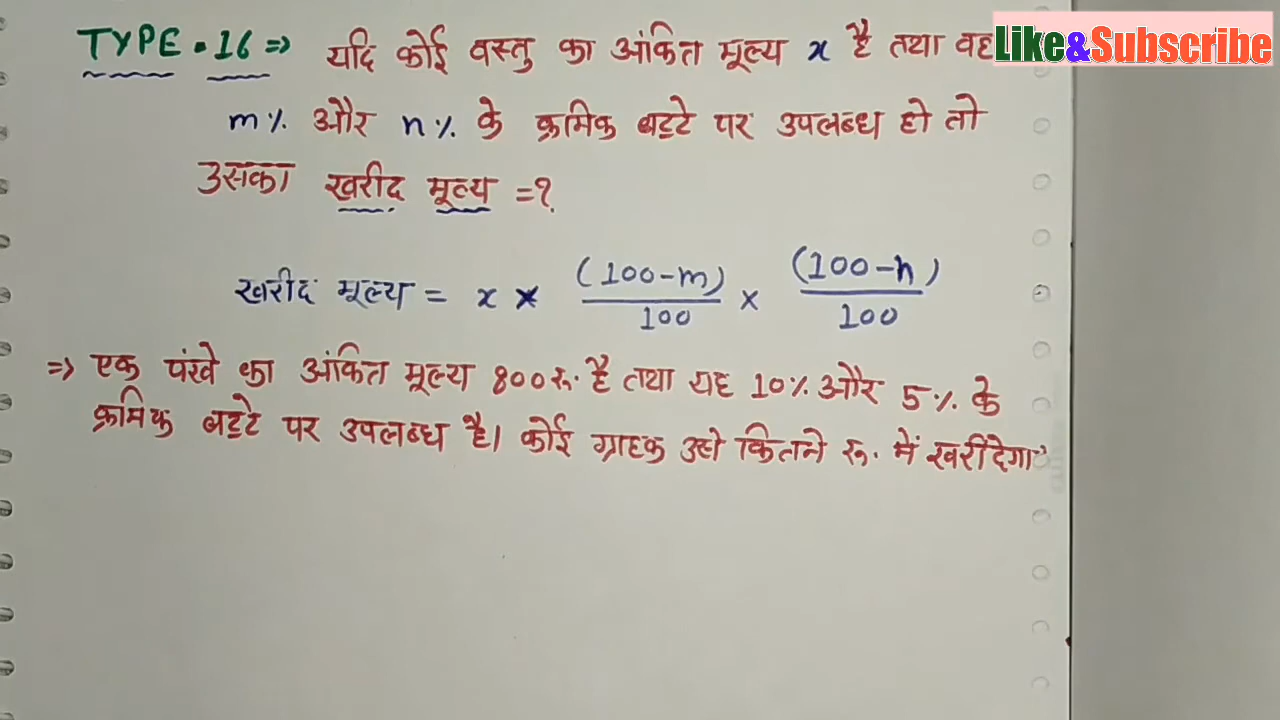 Like&Subscribe
TYPE.16 ⇒ यदि कोई वस्तु का अंकित मूल्य x है तथा वह
m% और n% के क्रमिक बट्टे पर उपलब्ध हो तो
उसका खरीद मूल्य =?
खरीद मूल्य = x × (100-m)/100 × (100-n)/100
⇒ एक पंखे का अंकित मूल्य 800रू. है तथा यह 10% और 5% के
क्रमिक बट्टे पर उपलब्ध है। कोई ग्राहक उसे कितने रू. में खरीदेगा